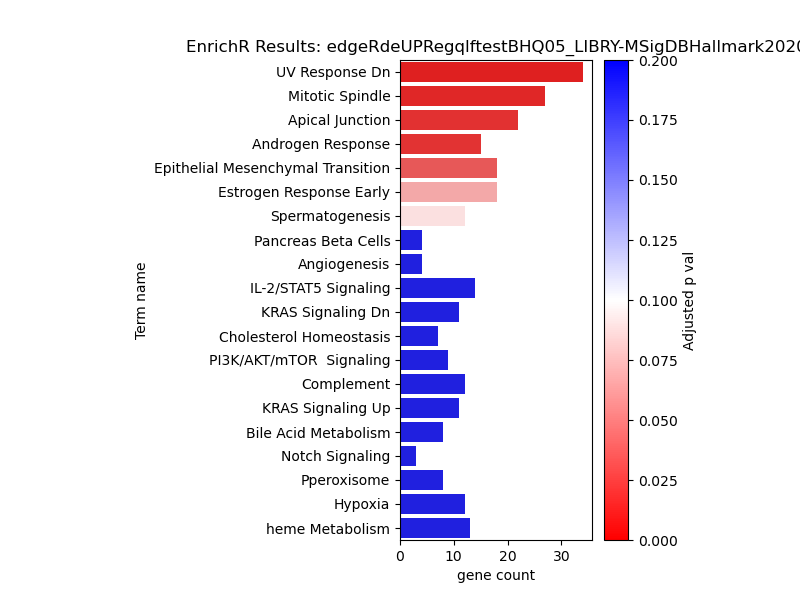 EnrichR Results: edgeRdeUPRegqlftestBHQ05_LIBRY-MSigDBHallmark2020
UV Response Dn
Mitotic Spindle
Apical Junction
Androgen Response
Epithelial Mesenchymal Transition
Estrogen Response Early
Spermatogenesis
Pancreas Beta Cells
Angiogenesis
IL-2/STAT5 Signaling
KRAS Signaling Dn
Cholesterol Homeostasis
PI3K/AKT/mTOR  Signaling
Complement
KRAS Signaling Up
Bile Acid Metabolism
Notch Signaling
Pperoxisome
Hypoxia
heme Metabolism
Term name
0 10 20 30
gene count
0.200
0.175
0.150
0.125
0.100
0.075
0.050
0.025
0.000
Adjusted p val